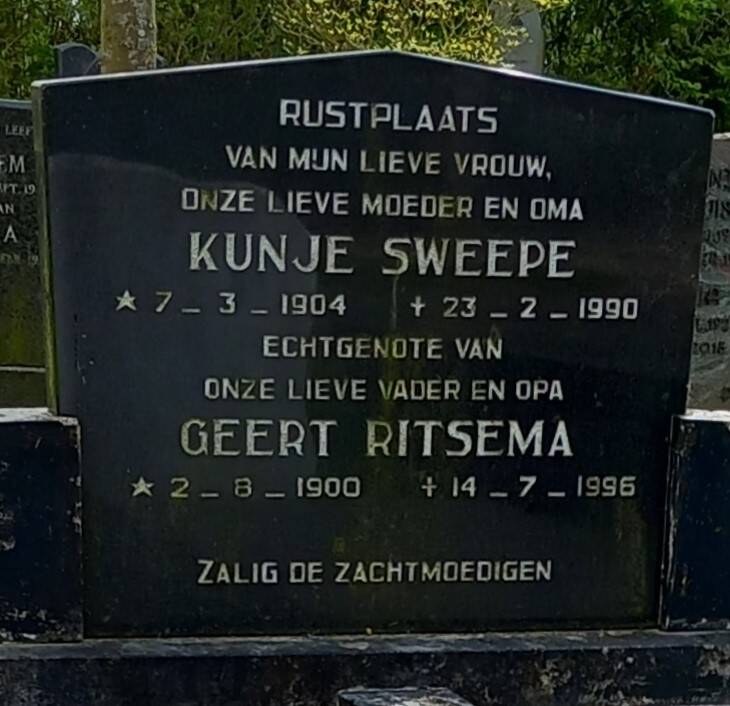 RUSTPLAATS
VAN MIJN LIEVE VROUW,
ONZE LIEVE MOEDER EN OMA
KUNJE SWEEPE
★ 7 – 3 – 1904 ✝ 23 – 2 – 1990
ECHTGENOTE VAN
ONZE LIEVE VADER EN OPA
GEERT RITSEMA
★ 2 – 8 – 1900 ✝ 14 – 7 – 1996
ZALIG DE ZACHTMOEDIGEN
LEEF